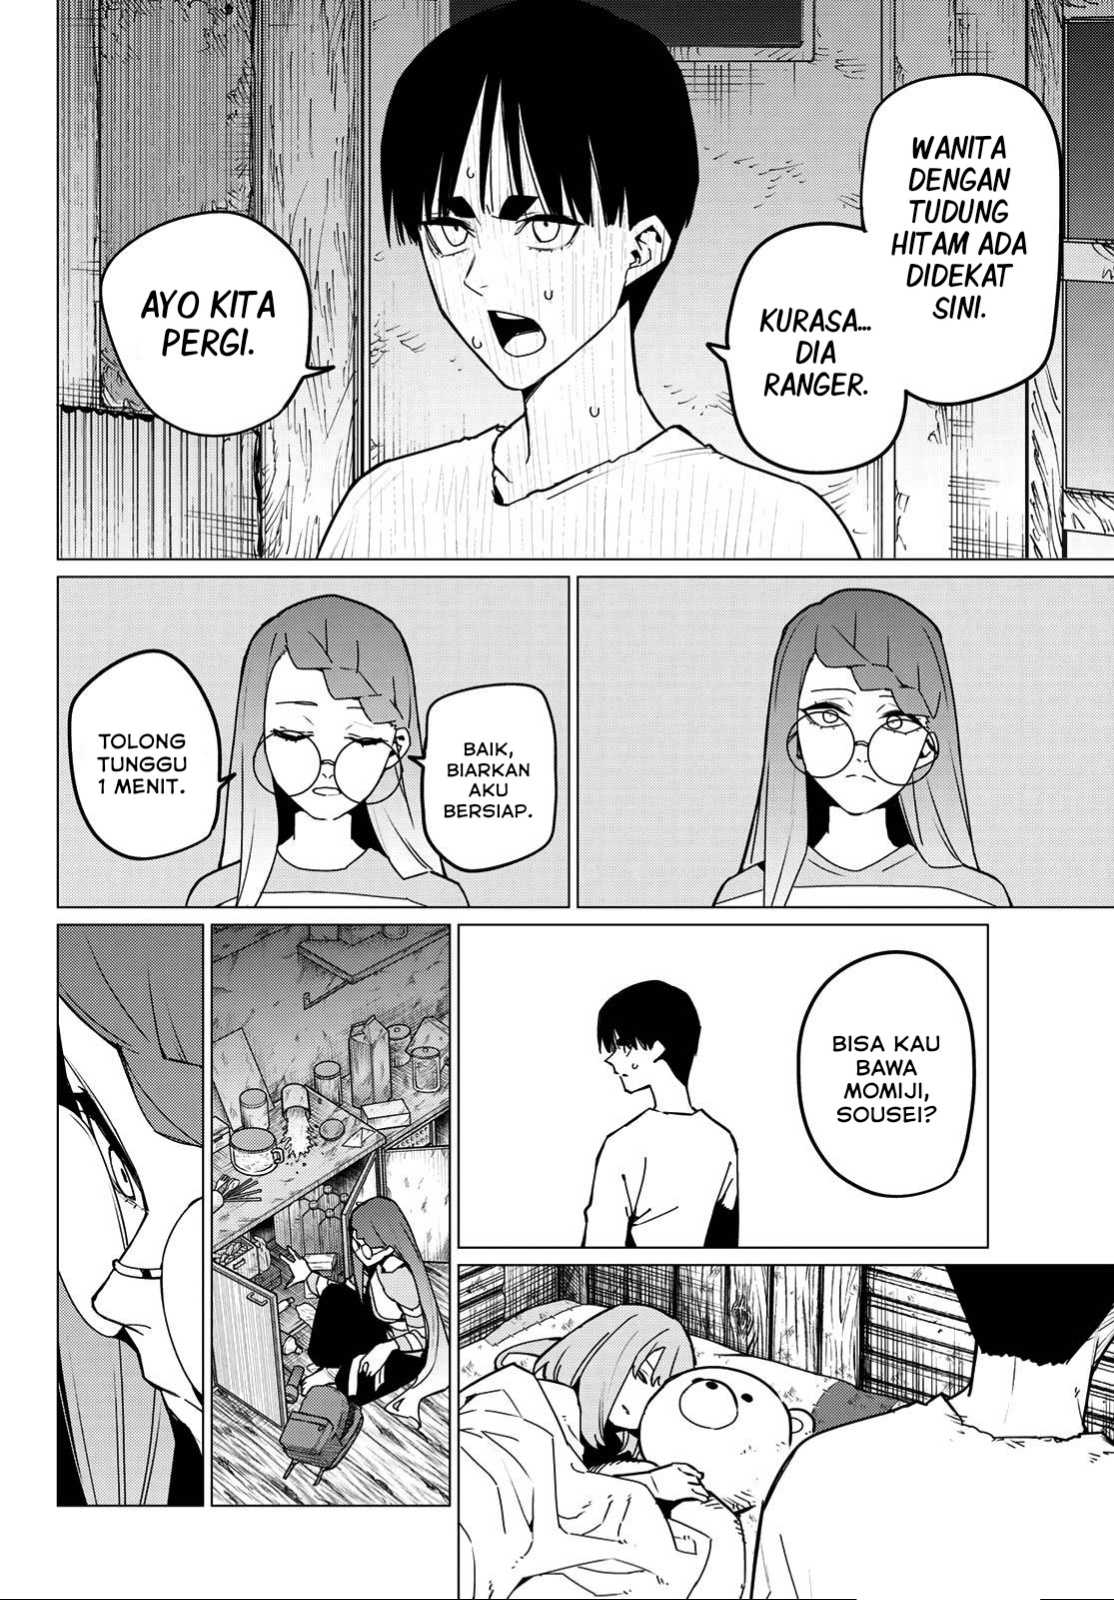 WANITA
DENGAN
TUDUNG
HITAM ADA
DIDEKAT
SINI.
KURASA...
DIA
RANGER.
AYO KITA
PERGI.
BAIK,
BIARKAN
AKU
BERSIAP.
TOLONG
TUNGGU
1 MENIT.
BISA KAU
BAWA
MOMIJI,
SOUSEI?